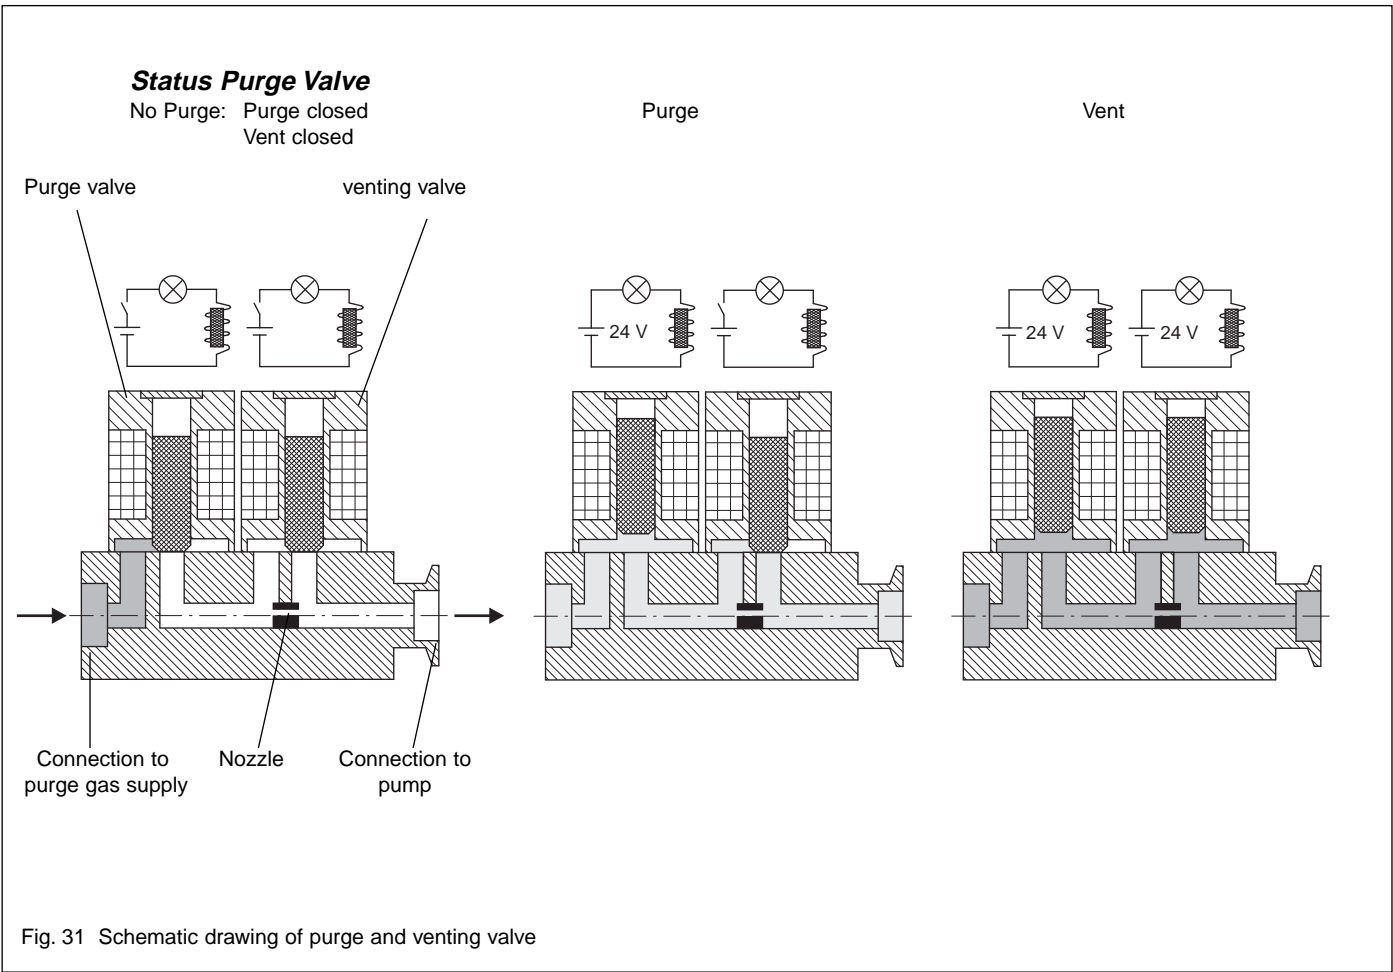 Status Purge Valve
No Purge: Purge closed
Vent closed
Purge
Vent
Purge valve
venting valve
24 V
24 V
24 V
Connection to
purge gas supply
Nozzle
Connection to
pump
Fig. 31 Schematic drawing of purge and venting valve